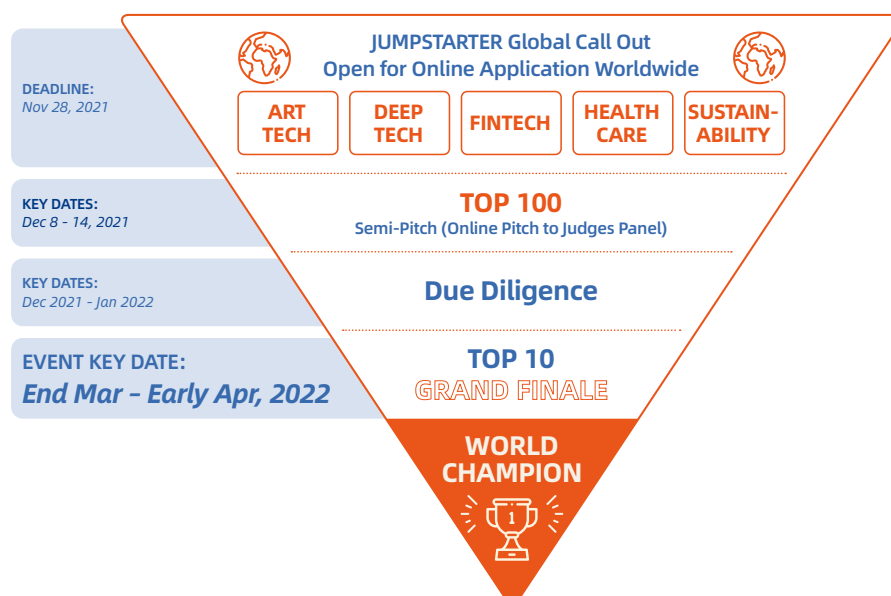 JUMPSTARTER Global Call Out
Open for Online Application Worldwide
DEADLINE:
Nov 28, 2021
ART
TECH
DEEP
TECH
FINTECH
HEALTH
CARE
SUSTAIN-
ABILITY
KEY DATES:
Dec 8 - 14, 2021
TOP 100
Semi-Pitch (Online Pitch to Judges Panel)
KEY DATES:
Dec 2021 - Jan 2022
Due Diligence
EVENT KEY DATE:
End Mar – Early Apr, 2022
TOP 10
GRAND FINALE
WORLD
CHAMPION
1